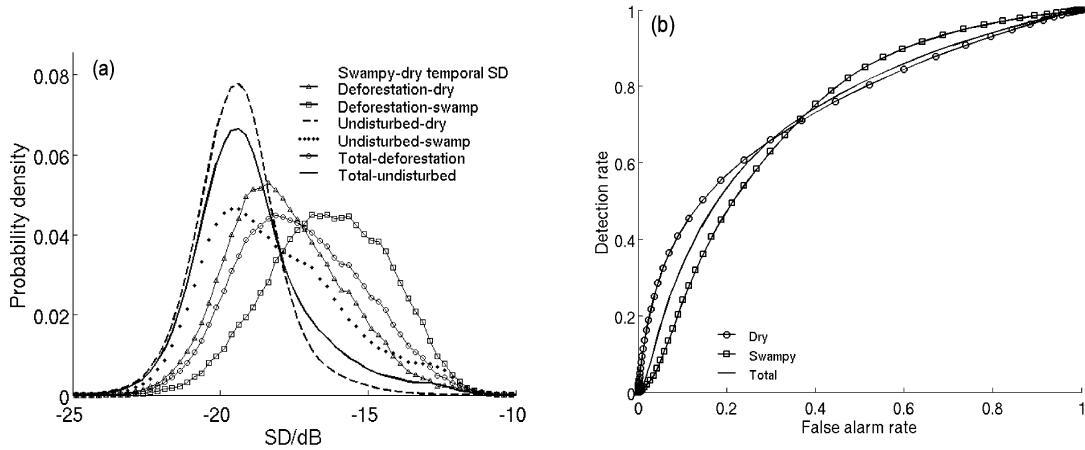 (a)
Probability density
0.08
0.06
0.04
0.02
0
-25
-20
-15
-10
SD/dB
Swampy-dry temporal SD
Deforestation-dry
Deforestation-swamp
Undisturbed-dry
Undisturbed-swamp
Total-deforestation
Total-undisturbed
(b)
Detection rate
1
0.8
0.6
0.4
0.2
0
0
0.2
0.4
0.6
0.8
1
False alarm rate
Dry
Swampy
Total